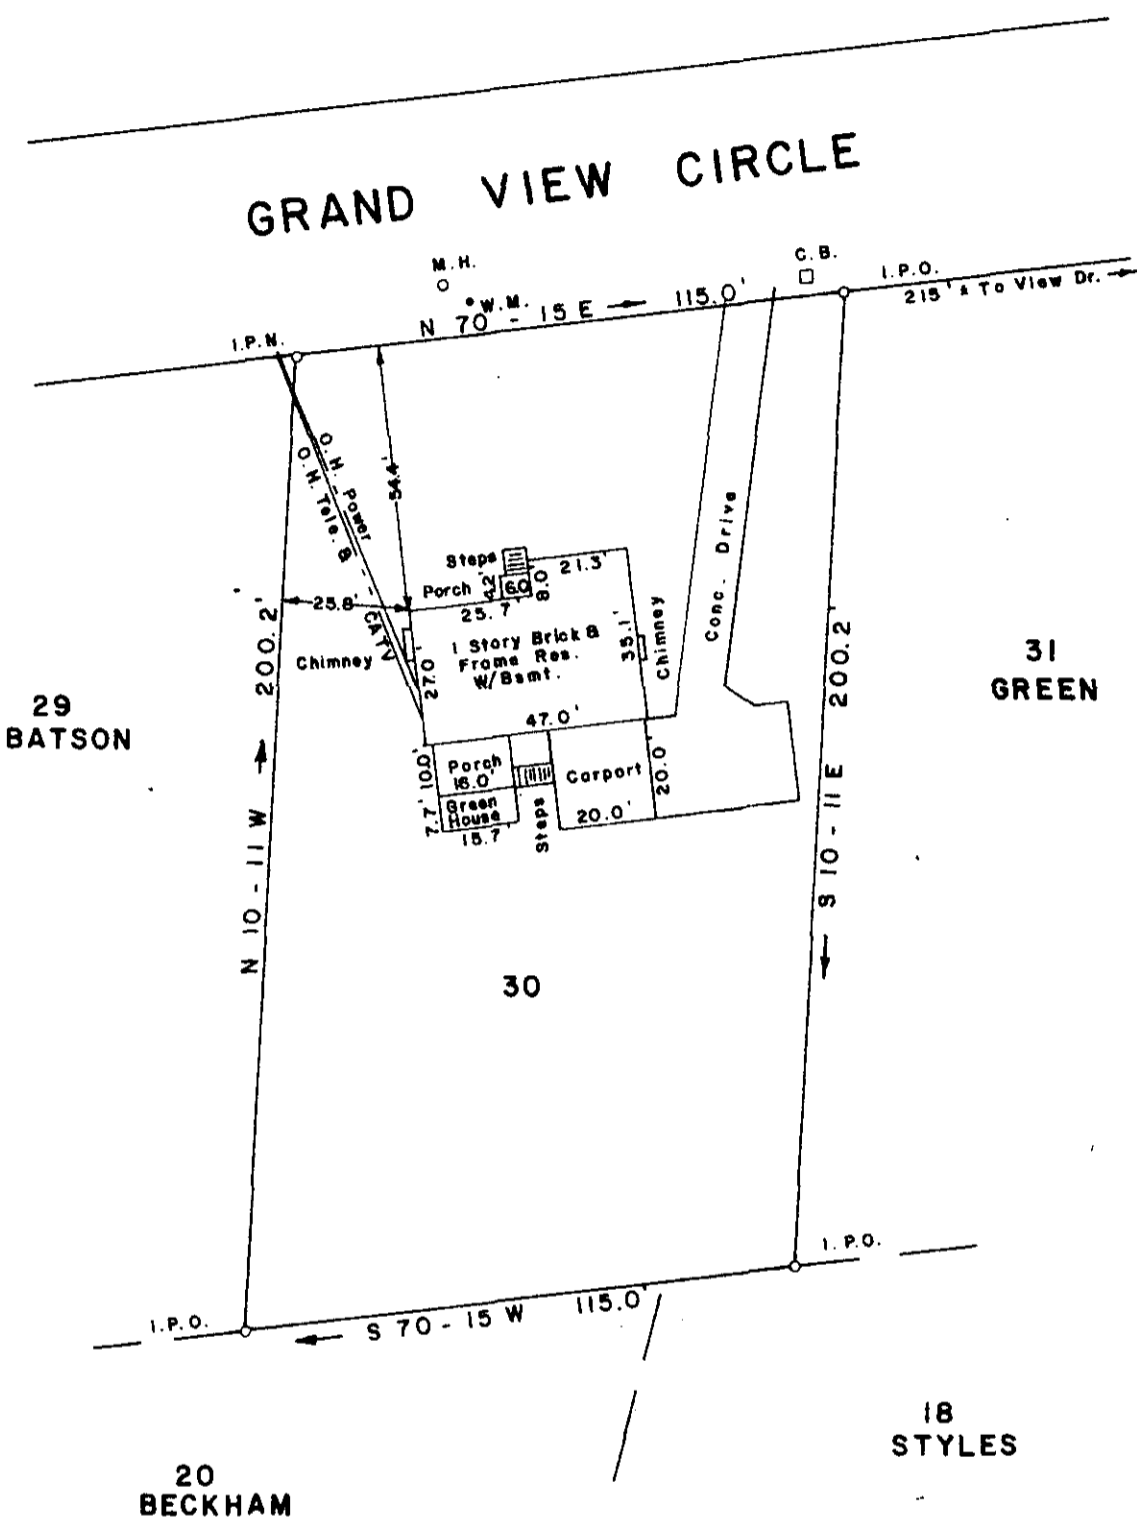 GRAND VIEW CIRCLE
M.H.
C.B.
I.P.O.
W.M.
N 70 - 15 E
115.0'
215' ± To View Dr.
I.P.N.
O.H. Power
O.H. Tele. & CATV
54.4'
Steps
Porch
4.2'
6.0
8.0'
21.3'
25.7'
25.8'
200.2'
Chimney
27.0'
1 Story Brick &
Frame Res.
W/Bsmt.
35.1'
Chimney
Conc. Drive
200.2'
29
BATSON
31
GREEN
47.0'
10.0'
Porch
16.0'
Carport
20.0'
7.7'
Green
House
15.7'
Steps
20.0'
N 10 - 11 W
S 10 - 11 E
30
I.P.O.
I.P.O.
S 70 - 15 W
115.0'
18
STYLES
20
BECKHAM